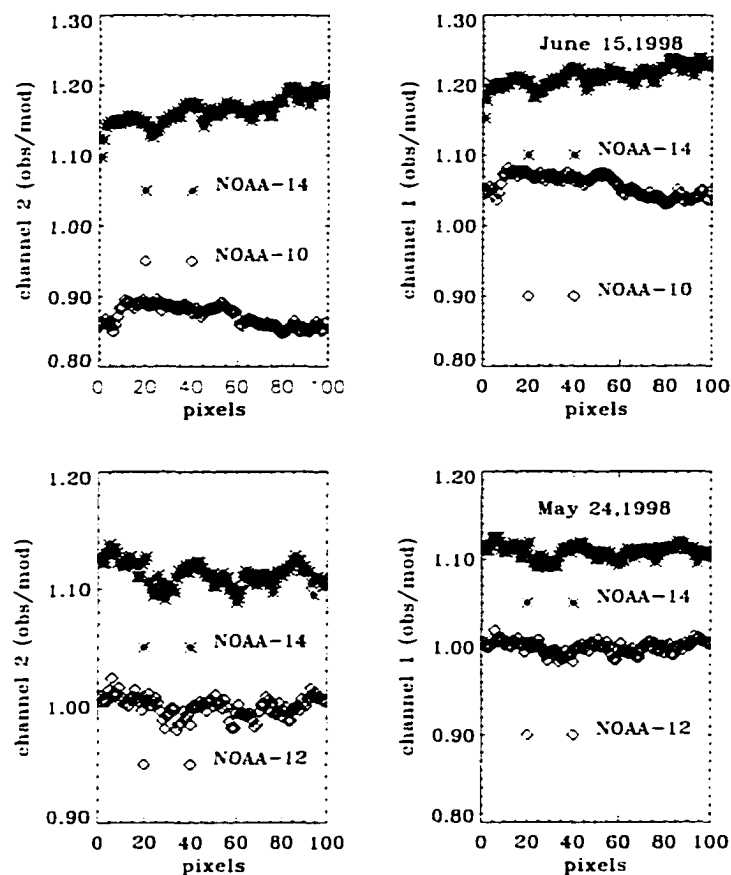 channel 2 (obs/mod)
1.30
1.20
1.10
1.00
0.90
0.80
NOAA-14
NOAA-10
0 20 40 60 80 100
pixels
channel 1 (obs/mod)
1.30
1.20
1.10
1.00
0.90
0.80
June 15,1998
NOAA-14
NOAA-10
0 20 40 60 80 100
pixels
channel 2 (obs/mod)
1.20
1.10
1.00
0.90
NOAA-14
NOAA-12
0 20 40 60 80 100
pixels
channel 1 (obs/mod)
1.20
1.10
1.00
0.90
0.80
May 24,1998
NOAA-14
NOAA-12
0 20 40 60 80 100
pixels